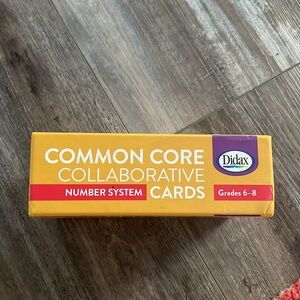 COMMON CORE
COLLABORATIVE
NUMBER SYSTEM CARDS
Didax
Grades 6-8